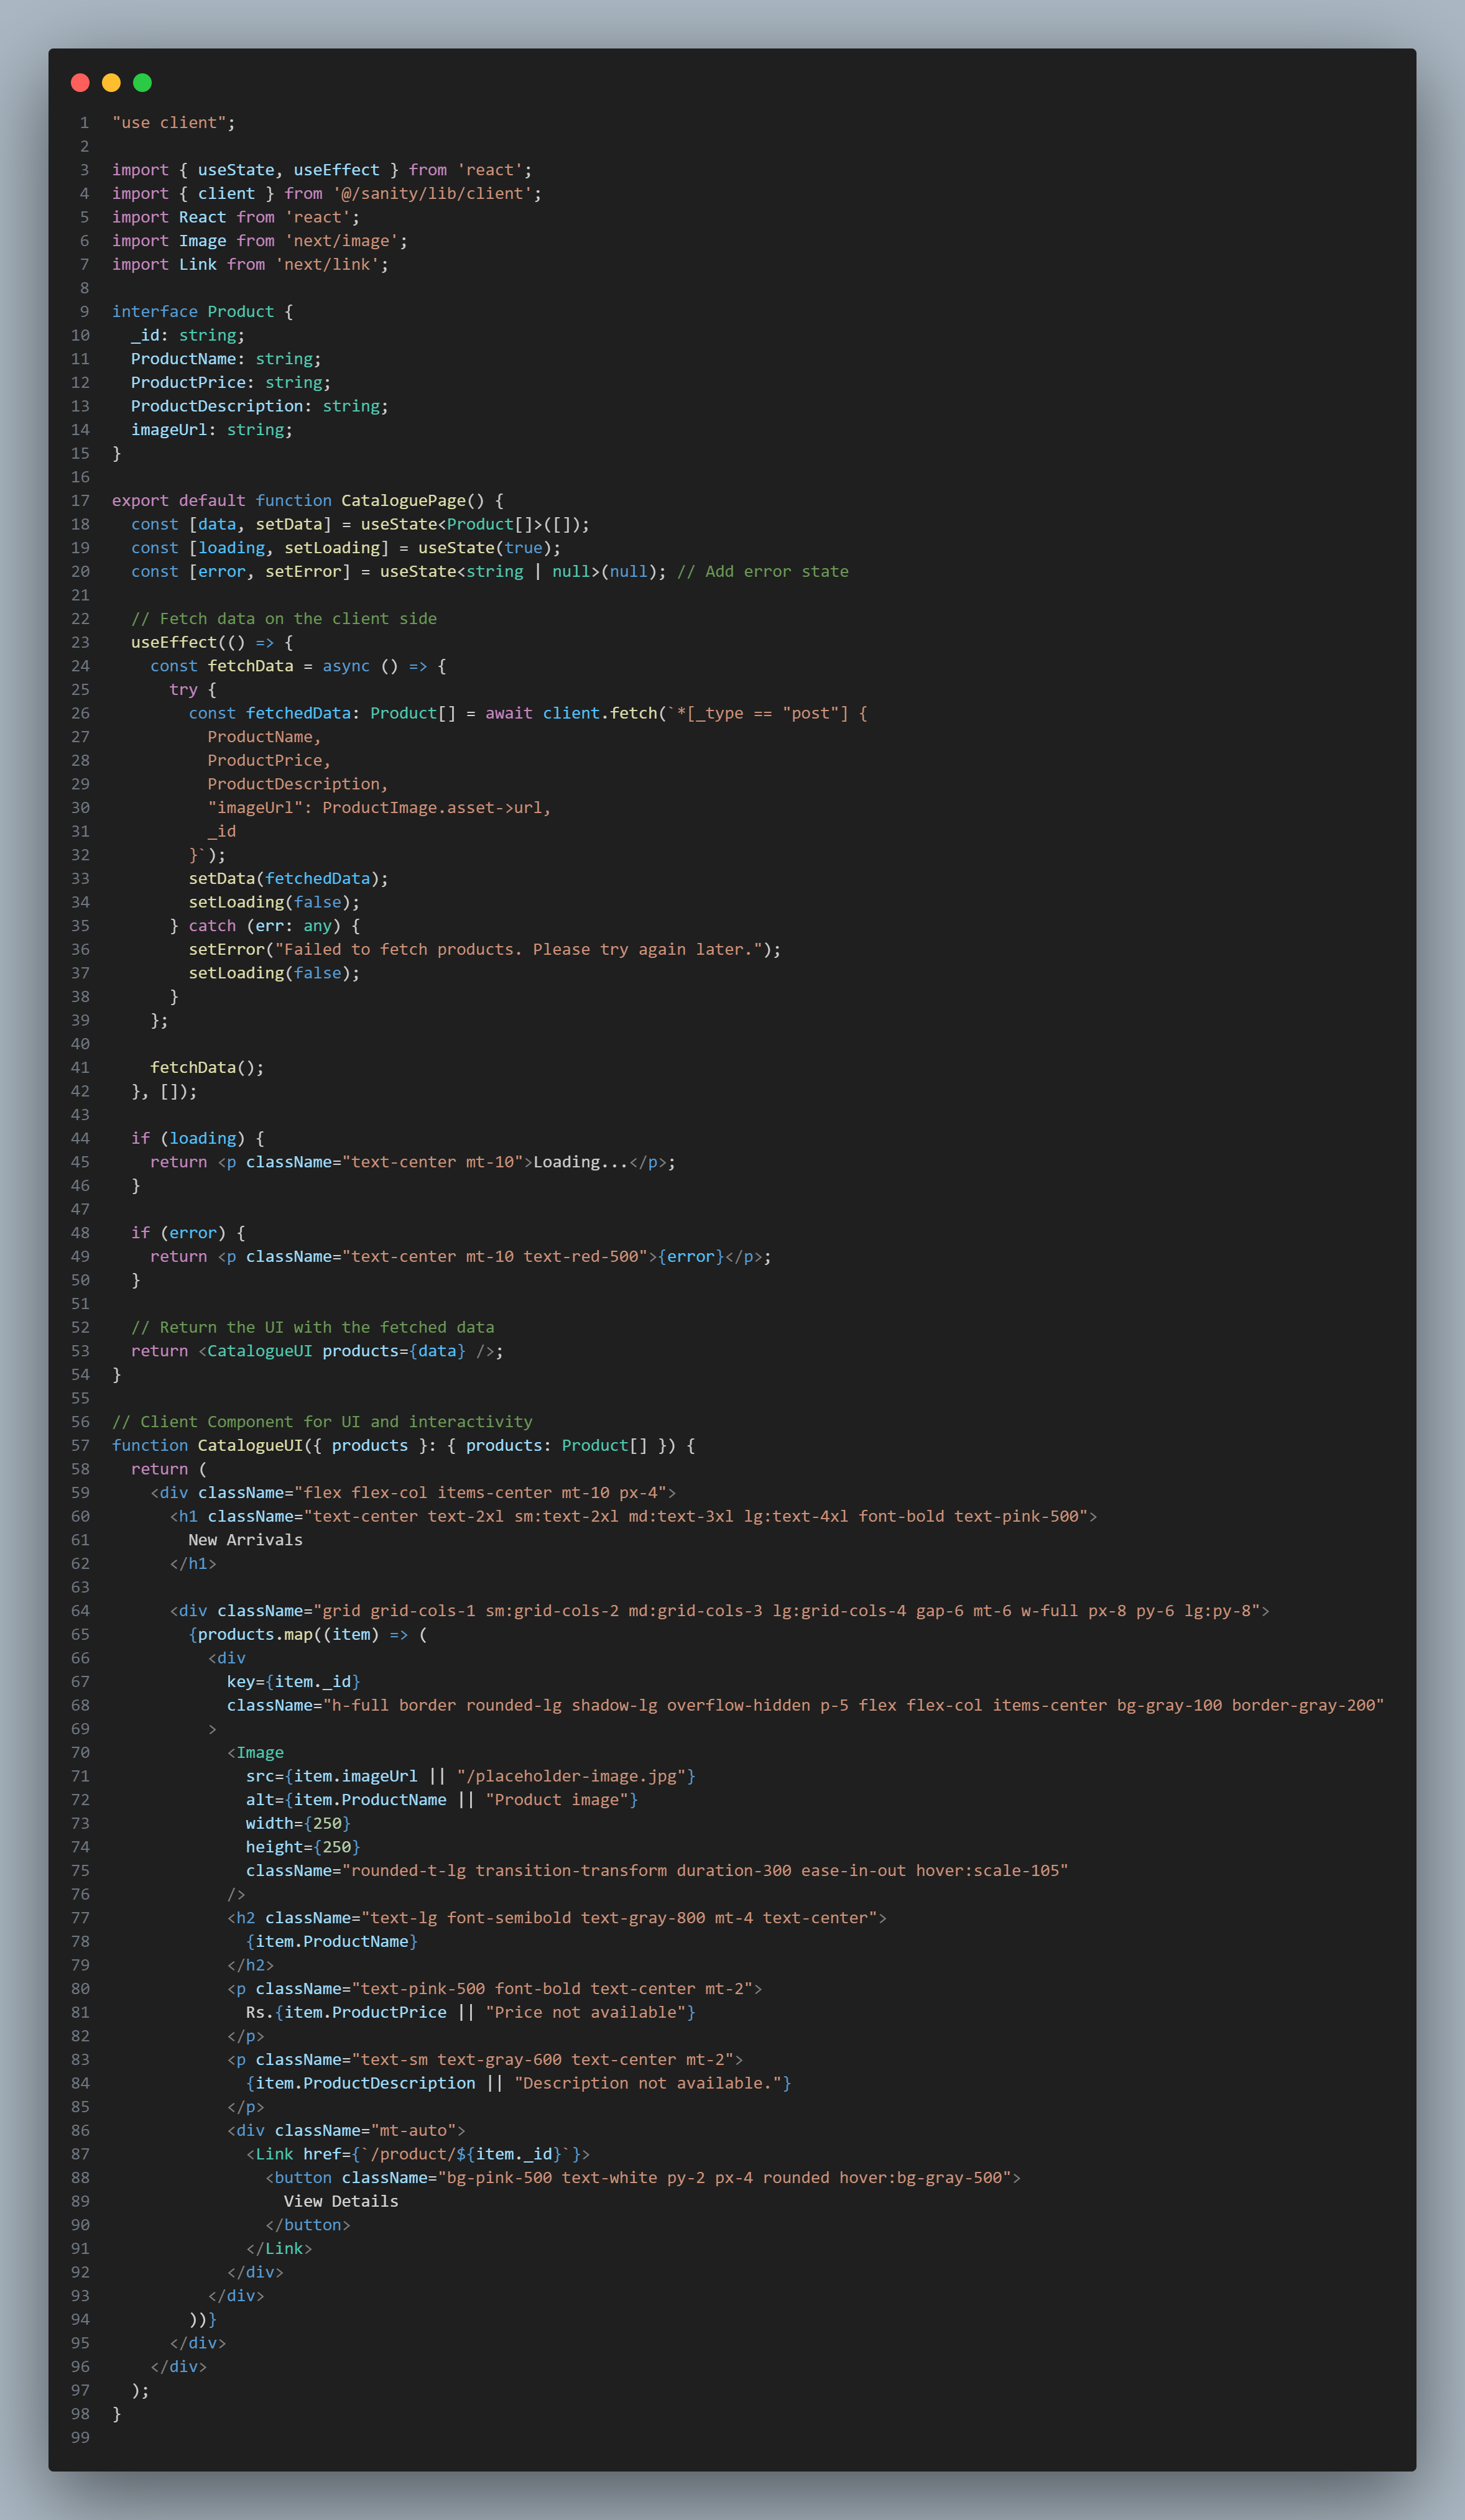 1 "use client";
2
3 import { useState, useEffect } from 'react';
4 import { client } from '@/sanity/lib/client';
5 import React from 'react';
6 import Image from 'next/image';
7 import Link from 'next/link';
8
9 interface Product {
10   _id: string;
11   ProductName: string;
12   ProductPrice: string;
13   ProductDescription: string;
14   imageUrl: string;
15 }
16
17 export default function CataloguePage() {
18   const [data, setData] = useState<Product[]>([]);
19   const [loading, setLoading] = useState(true);
20   const [error, setError] = useState<string | null>(null); // Add error state
21
22   // Fetch data on the client side
23   useEffect(() => {
24     const fetchData = async () => {
25       try {
26         const fetchedData: Product[] = await client.fetch(`*[_type == "post"] {
27           ProductName,
28           ProductPrice,
29           ProductDescription,
30           "imageUrl": ProductImage.asset->url,
31           _id
32         }`);
33         setData(fetchedData);
34         setLoading(false);
35       } catch (err: any) {
36         setError("Failed to fetch products. Please try again later.");
37         setLoading(false);
38       }
39     };
40
41     fetchData();
42   }, []);
43
44   if (loading) {
45     return <p className="text-center mt-10">Loading...</p>;
46   }
47
48   if (error) {
49     return <p className="text-center mt-10 text-red-500">{error}</p>;
50   }
51
52   // Return the UI with the fetched data
53   return <CatalogueUI products={data} />;
54 }
55
56 // Client Component for UI and interactivity
57 function CatalogueUI({ products }: { products: Product[] }) {
58   return (
59     <div className="flex flex-col items-center mt-10 px-4">
60       <h1 className="text-center text-2xl sm:text-2xl md:text-3xl lg:text-4xl font-bold text-pink-500">
61         New Arrivals
62       </h1>
63
64       <div className="grid grid-cols-1 sm:grid-cols-2 md:grid-cols-3 lg:grid-cols-4 gap-6 mt-6 w-full px-8 py-6 lg:py-8">
65         {products.map((item) => (
66           <div
67             key={item._id}
68             className="h-full border rounded-lg shadow-lg overflow-hidden p-5 flex flex-col items-center bg-gray-100 border-gray-200"
69           >
70             <Image
71               src={item.imageUrl || "/placeholder-image.jpg"}
72               alt={item.ProductName || "Product image"}
73               width={250}
74               height={250}
75               className="rounded-t-lg transition-transform duration-300 ease-in-out hover:scale-105"
76             />
77             <h2 className="text-lg font-semibold text-gray-800 mt-4 text-center">
78               {item.ProductName}
79             </h2>
80             <p className="text-pink-500 font-bold text-center mt-2">
81               Rs.{item.ProductPrice || "Price not available"}
82             </p>
83             <p className="text-sm text-gray-600 text-center mt-2">
84               {item.ProductDescription || "Description not available."}
85             </p>
86             <div className="mt-auto">
87               <Link href={`/product/${item._id}`}>
88                 <button className="bg-pink-500 text-white py-2 px-4 rounded hover:bg-gray-500">
89                   View Details
90                 </button>
91               </Link>
92             </div>
93           </div>
94         ))}
95       </div>
96     </div>
97   );
98 }
99